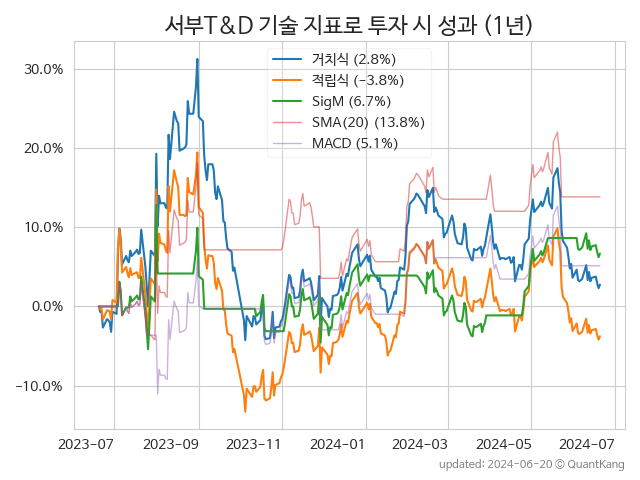 서부T&D 기술 지표로 투자 시 성과 (1년)
거치식 (2.8%)
적립식 (-3.8%)
SigM (6.7%)
SMA(20) (13.8%)
MACD (5.1%)
30.0%
20.0%
10.0%
0.0%
-10.0%
2023-07 2023-09 2023-11 2024-01 2024-03 2024-05 2024-07
updated: 2024-06-20 © QuantKang